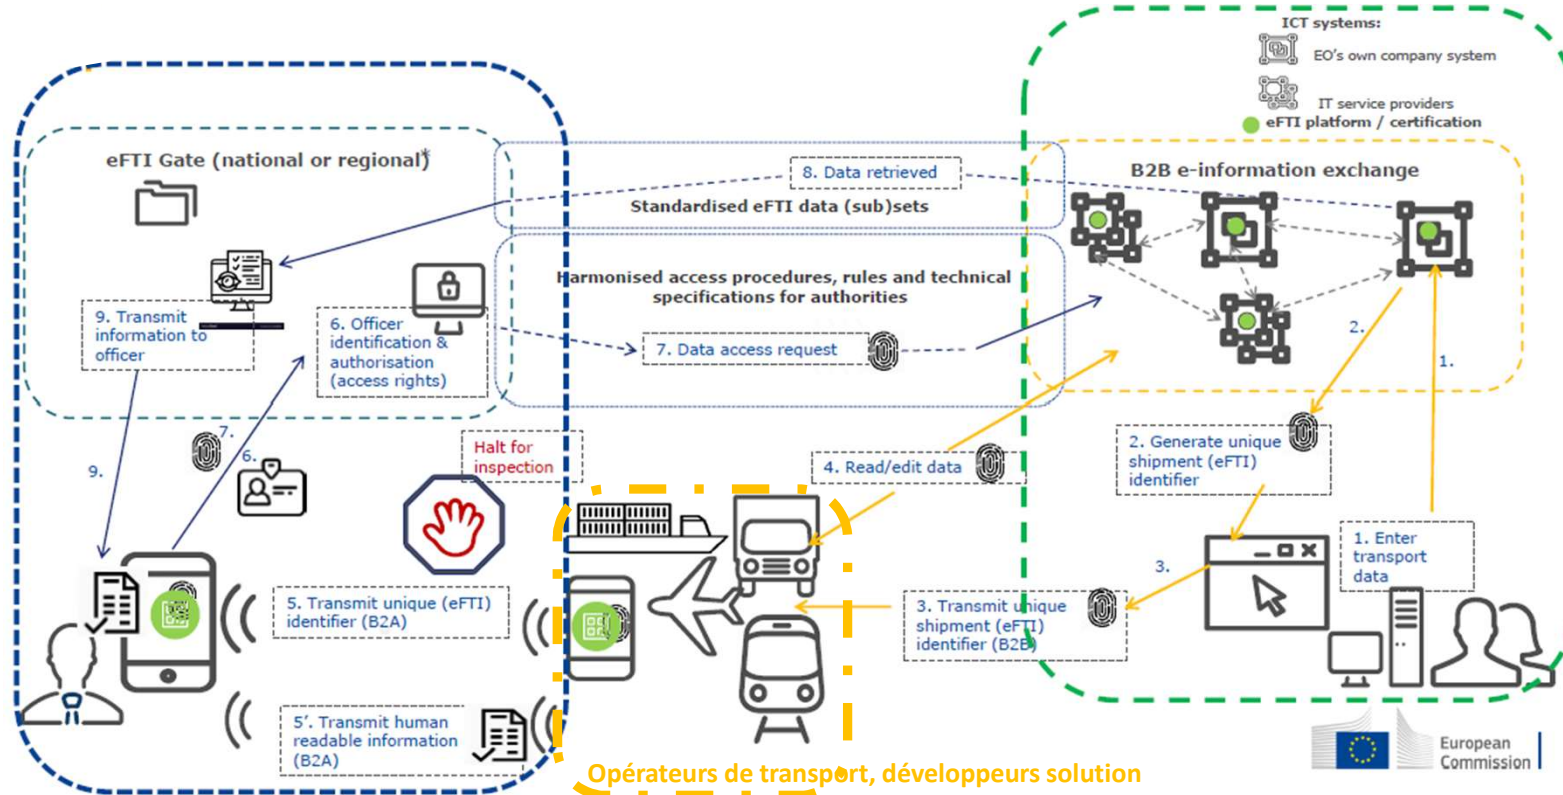 ICT systems:
EO's own company system
IT service providers
eFTI platform / certification
eFTI Gate (national or regional)*
8. Data retrieved
Standardised eFTI data (sub)sets
B2B e-information exchange
Harmonised access procedures, rules and technical
specifications for authorities
9. Transmit
information to
officer
6. Officer
identification &
authorisation
(access rights)
7. Data access request
2.
1.
7.
6.
9.
Halt for
inspection
4. Read/edit data
2. Generate unique
shipment (eFTI)
identifier
1. Enter
transport
data
3.
5. Transmit unique (eFTI)
identifier (B2A)
3. Transmit unique
shipment (eFTI)
identifier (B2B)
5'. Transmit human
readable information
(B2A)
Opérateurs de transport, développeurs solution
European
Commission